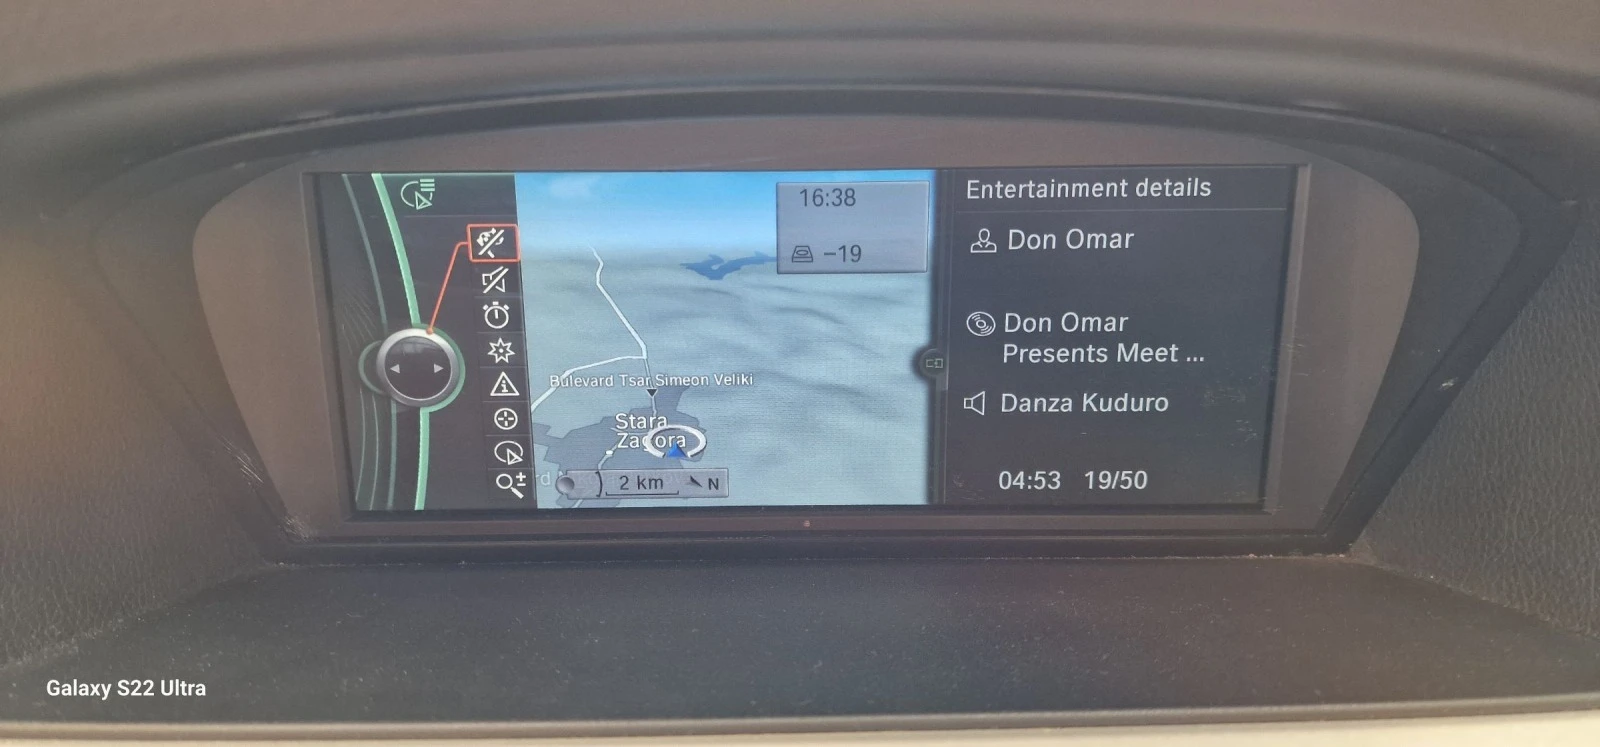 16:38
–19
Bulevard Tsar Simeon Veliki
Stara
Zagora
rd
2 km
N
Entertainment details
Don Omar
Don Omar
Presents Meet ...
Danza Kuduro
04:53 19/50
Galaxy S22 Ultra